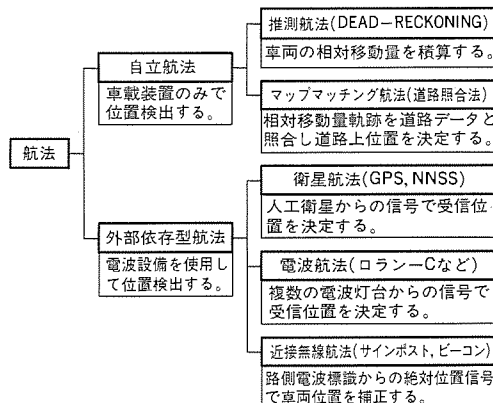 航法
自立航法
車載装置のみで
位置検出する。
推測航法(DEAD-RECKONING)
車両の相対移動量を積算する。
マップマッチング航法(道路照合法)
相対移動量軌跡を道路データと
照合し道路上位置を決定する。
外部依存型航法
電波設備を使用し
て位置検出する。
衛星航法(GPS, NNSS)
人工衛星からの信号で受信位
置を決定する。
電波航法(ロラン-Cなど)
複数の電波灯台からの信号で
受信位置を決定する。
近接無線航法(サインポスト, ビーコン)
路側電波標識からの絶対位置信号
で車両位置を補正する。